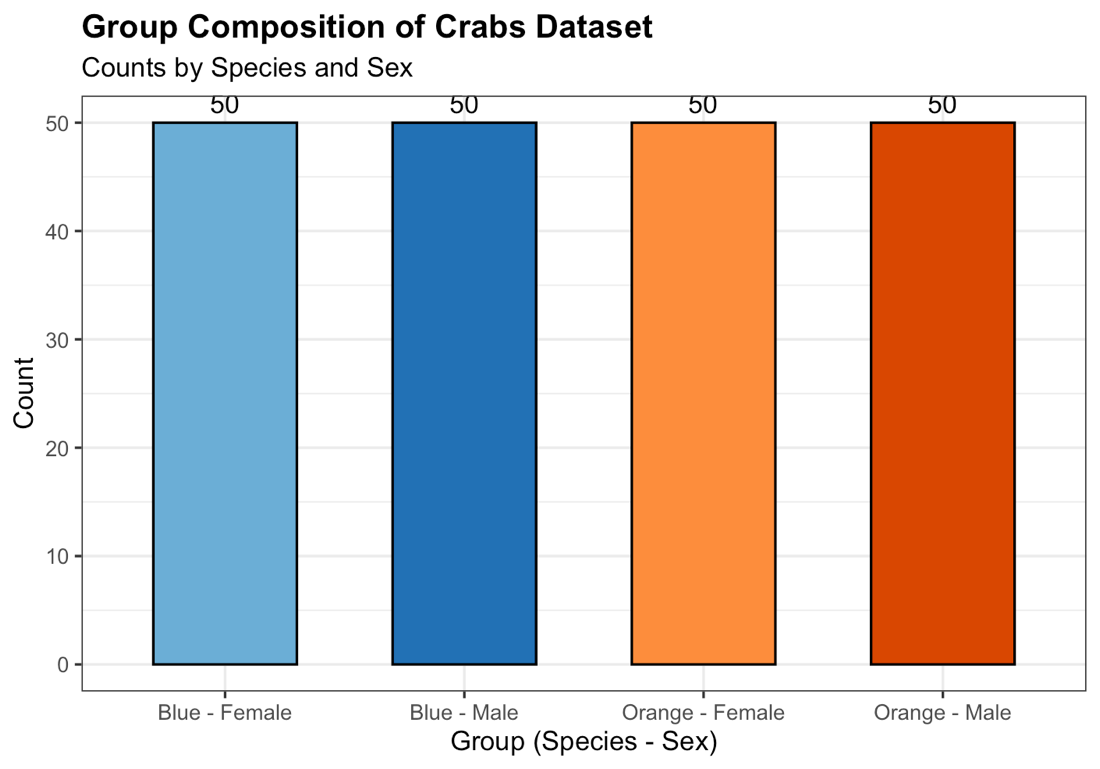 Group Composition of Crabs Dataset
Counts by Species and Sex
50 50 50 50
50
40
30
20
10
0
Count
Blue - Female Blue - Male Orange - Female Orange - Male
Group (Species - Sex)